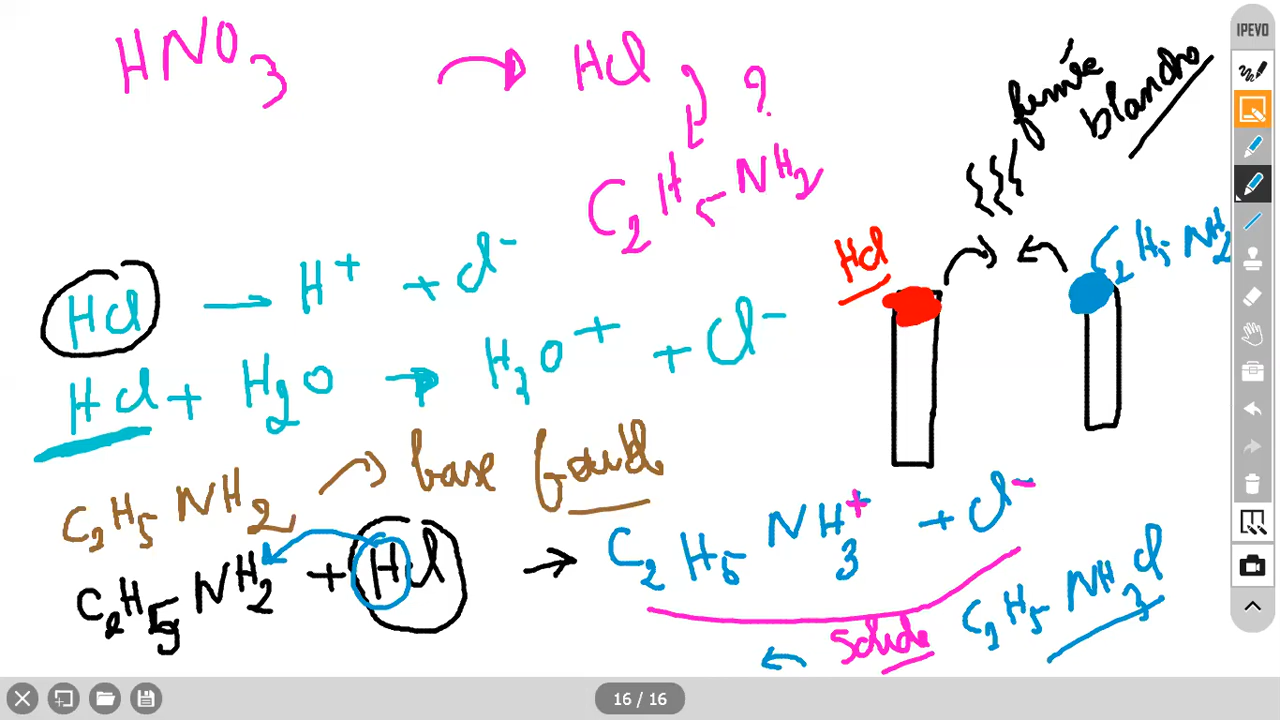 HNO3 → HCl ?
C2H5-NH2
fumée
blanche
HCl
C2H5NH2
HCl → H+ + Cl-
HCl + H2O → H3O+ + Cl-
C2H5NH2 → base
C2H5NH2 + HCl → C2H5NH3+ + Cl-
solide C2H5NH3Cl
IPEVO
16 / 16